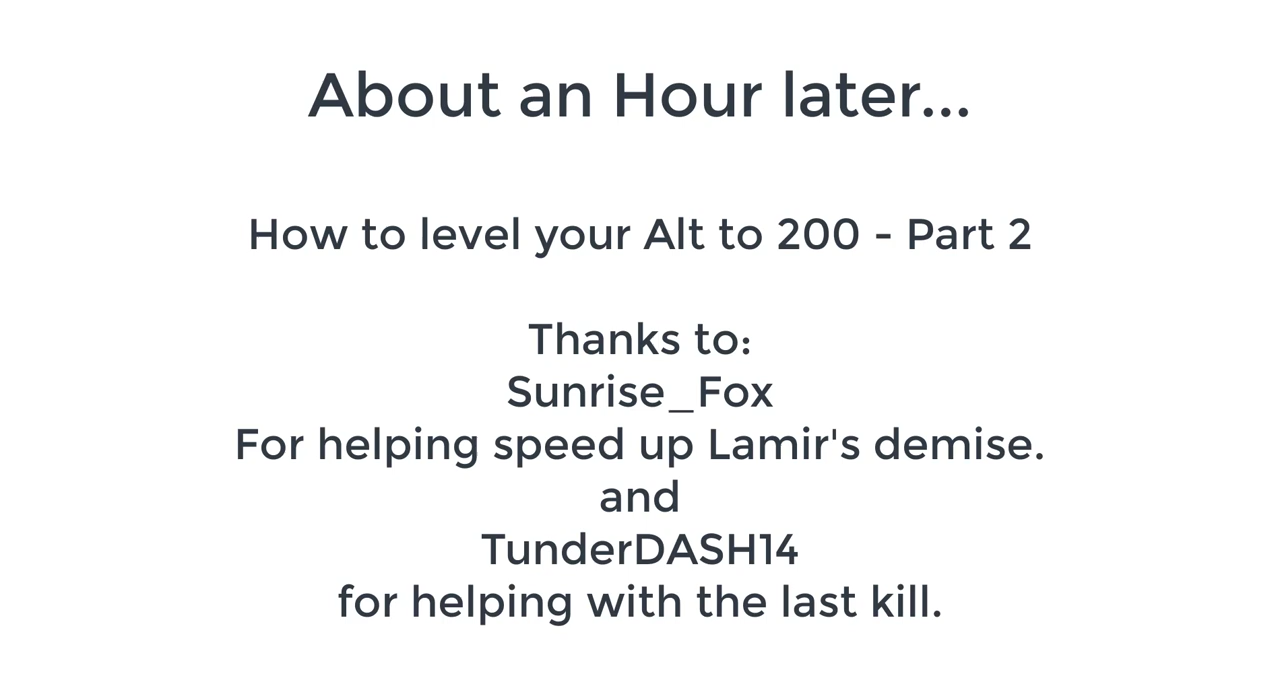 About an Hour later...
How to level your Alt to 200 - Part 2
Thanks to:
Sunrise_Fox
For helping speed up Lamir's demise.
and
TunderDASH14
for helping with the last kill.